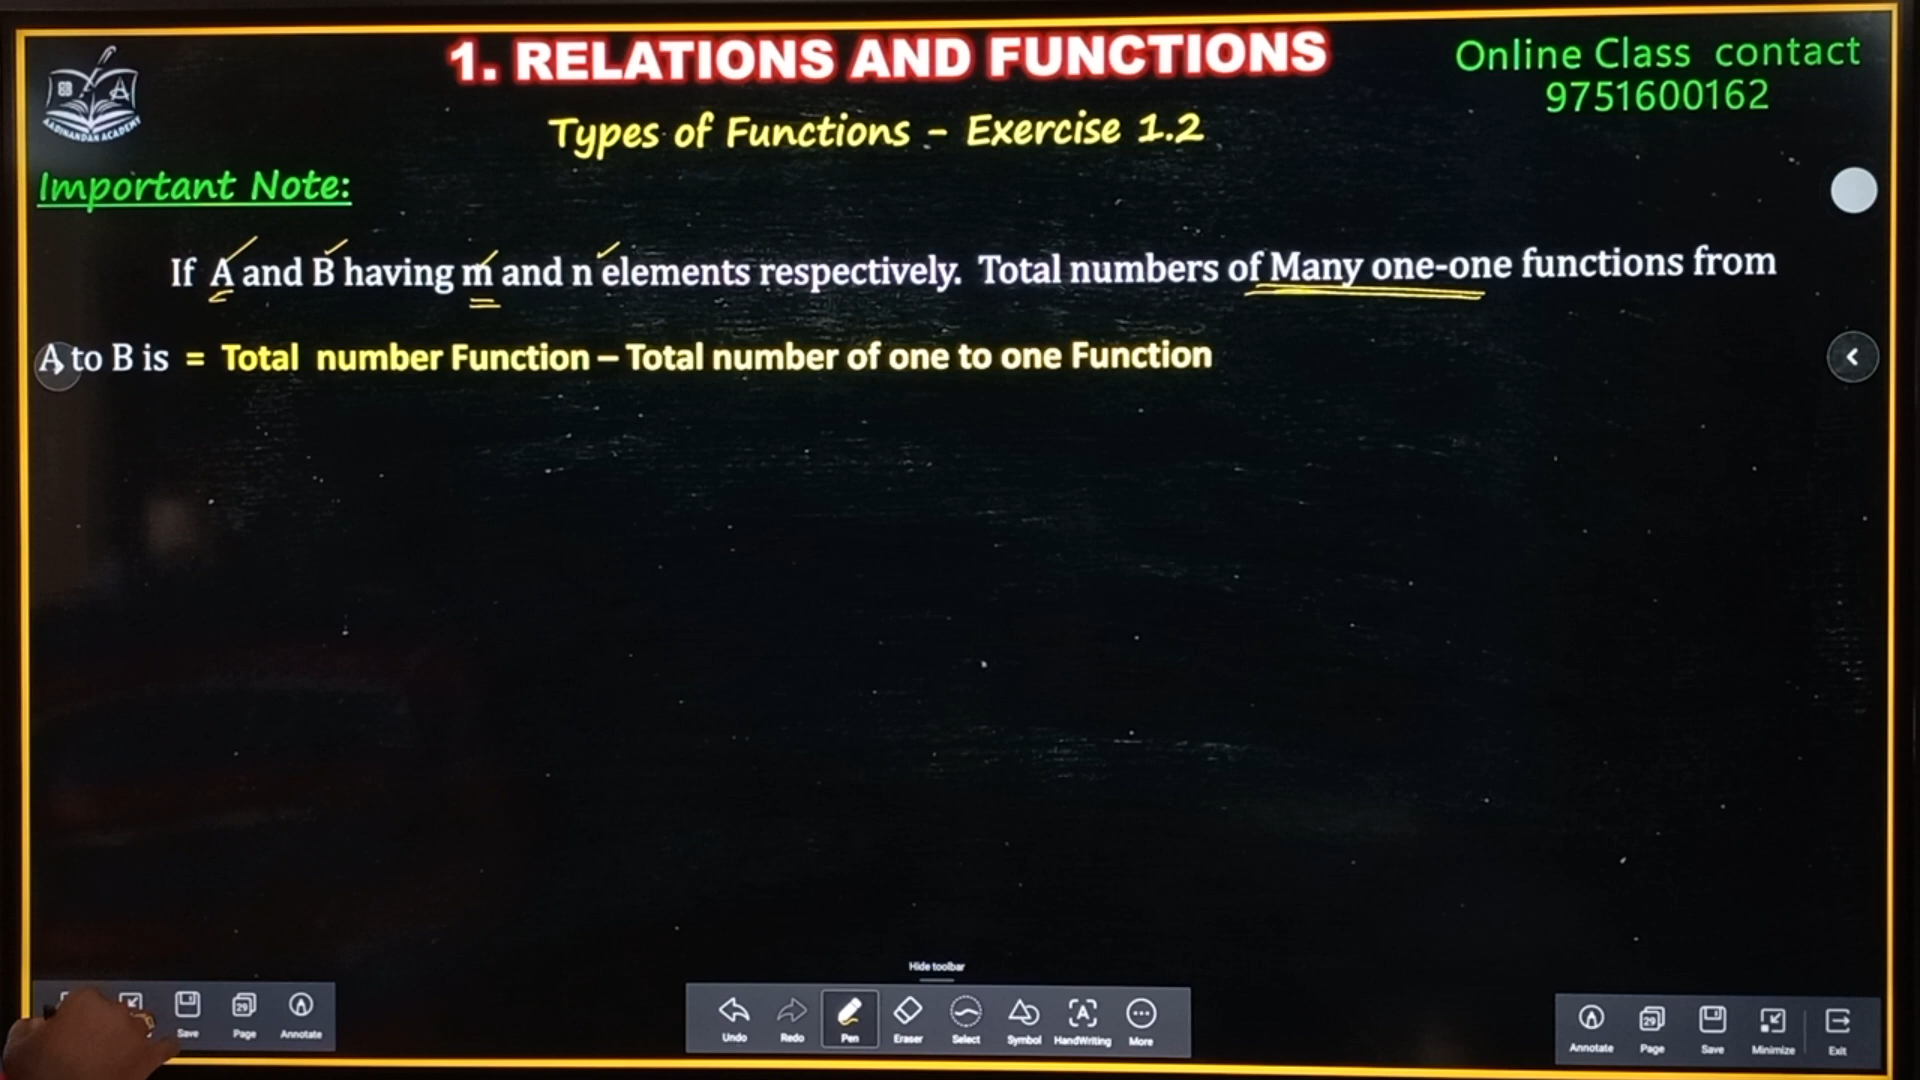 1. RELATIONS AND FUNCTIONS
Online Class contact
9751600162
AADINANDAN ACADEMY
Types of Functions - Exercise 1.2
Important Note:
If A and B having m and n elements respectively. Total numbers of Many one-one functions from
A to B is = Total number Function – Total number of one to one Function
Hide toolbar
Save Page Annotate
Undo Redo Pen Eraser Select Symbol HandWriting More
Annotate Page Save Minimize Exit